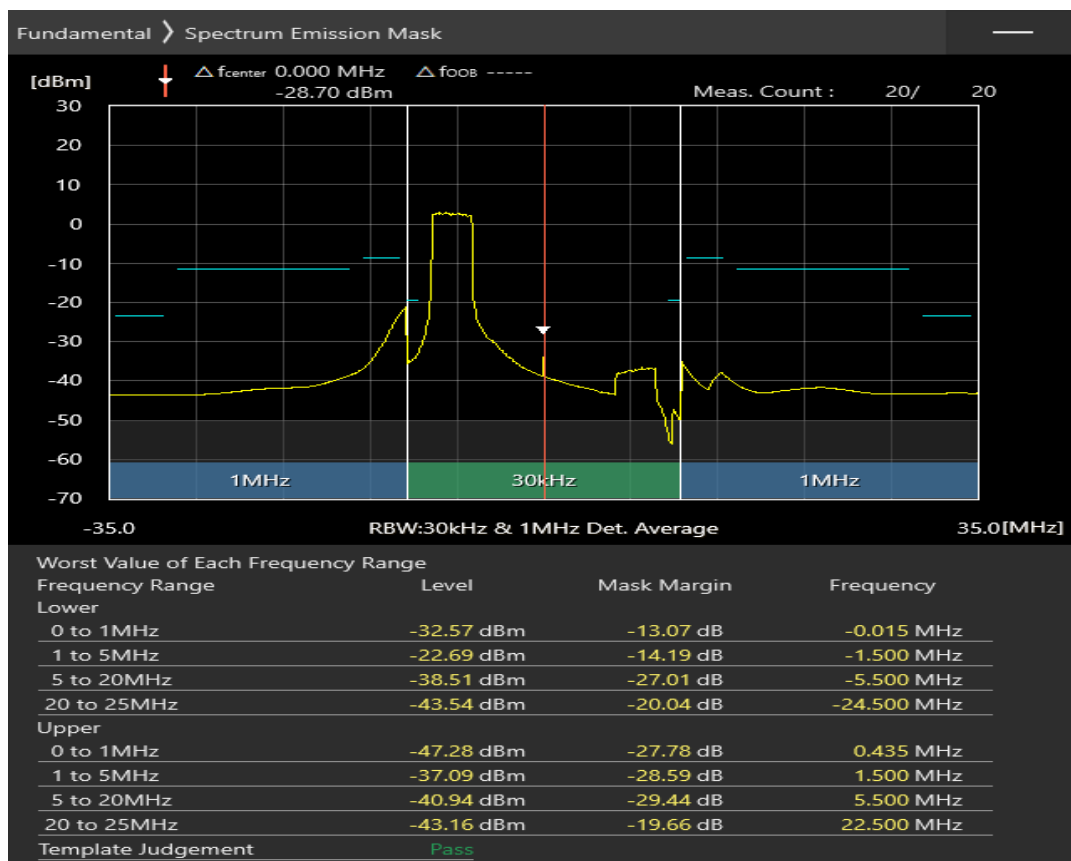 Fundamental ❯ Spectrum Emission Mask
△ fcenter 0.000 MHz △ fOOB -----
[dBm] -28.70 dBm Meas. Count : 20/ 20
30
20
10
0
-10
-20
-30
-40
-50
-60
1MHz 30kHz 1MHz
-70
-35.0 RBW:30kHz & 1MHz Det. Average 35.0[MHz]
Worst Value of Each Frequency Range
Frequency Range Level Mask Margin Frequency
Lower
0 to 1MHz -32.57 dBm -13.07 dB -0.015 MHz
1 to 5MHz -22.69 dBm -14.19 dB -1.500 MHz
5 to 20MHz -38.51 dBm -27.01 dB -5.500 MHz
20 to 25MHz -43.54 dBm -20.04 dB -24.500 MHz
Upper
0 to 1MHz -47.28 dBm -27.78 dB 0.435 MHz
1 to 5MHz -37.09 dBm -28.59 dB 1.500 MHz
5 to 20MHz -40.94 dBm -29.44 dB 5.500 MHz
20 to 25MHz -43.16 dBm -19.66 dB 22.500 MHz
Template Judgement Pass